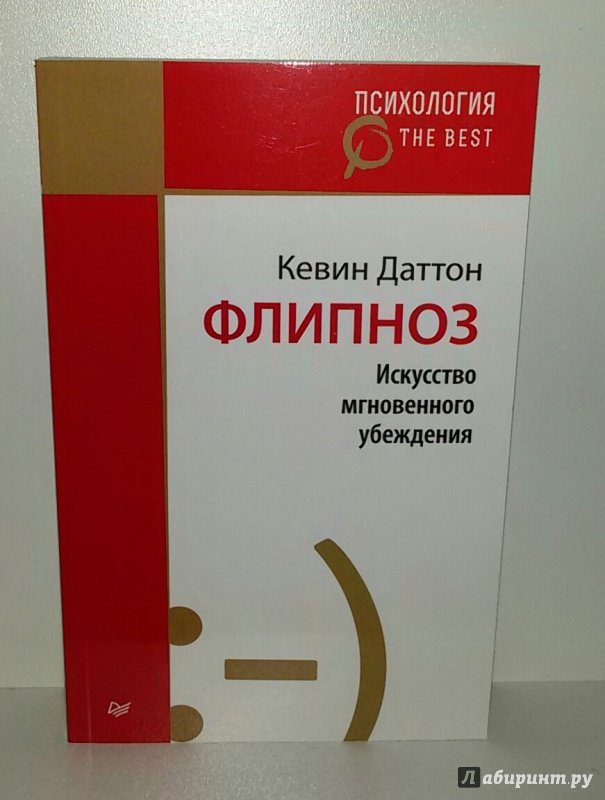 ПСИХОЛОГИЯ
THE BEST
Кевин Даттон
ФЛИПНОЗ
Искусство
мгновенного
убеждения
:-)
Лабиринт.ру